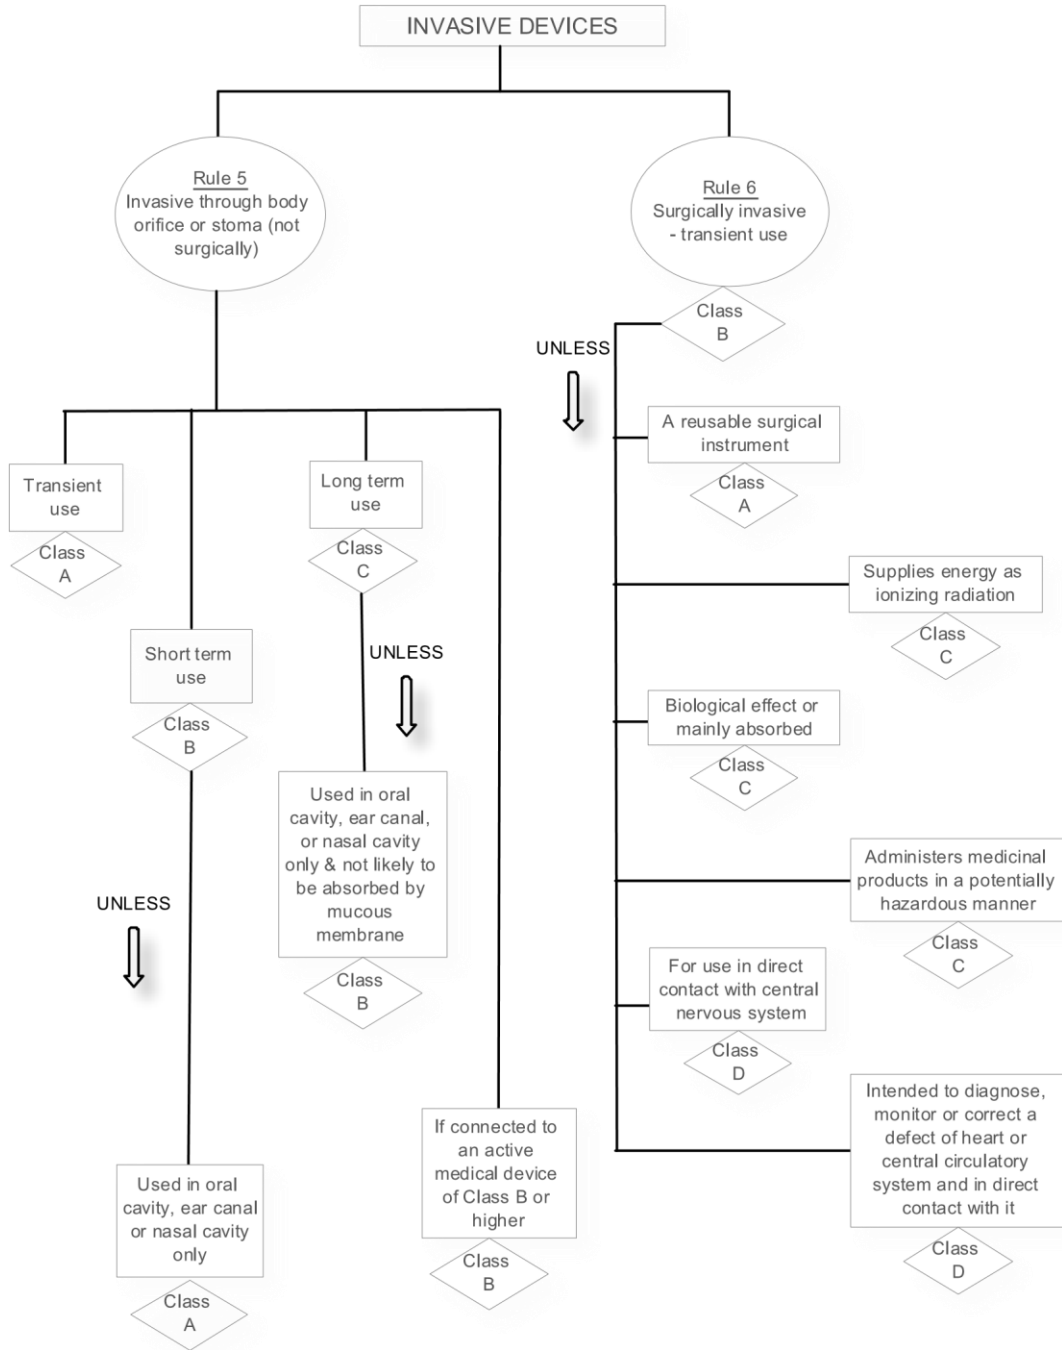 INVASIVE DEVICES
Rule 5
Invasive through body
orifice or stoma (not
surgically)
Transient
use
Class
A
Short term
use
Class
B
UNLESS
Used in oral
cavity, ear canal
or nasal cavity
only
Class
A
Long term
use
Class
C
UNLESS
Used in oral
cavity, ear canal,
or nasal cavity
only & not likely to
be absorbed by
mucous
membrane
Class
B
If connected to
an active
medical device
of Class B or
higher
Class
B
Rule 6
Surgically invasive
- transient use
Class
B
UNLESS
A reusable surgical
instrument
Class
A
Supplies energy as
ionizing radiation
Class
C
Biological effect or
mainly absorbed
Class
C
Administers medicinal
products in a potentially
hazardous manner
Class
C
For use in direct
contact with central
nervous system
Class
D
Intended to diagnose,
monitor or correct a
defect of heart or
central circulatory
system and in direct
contact with it
Class
D